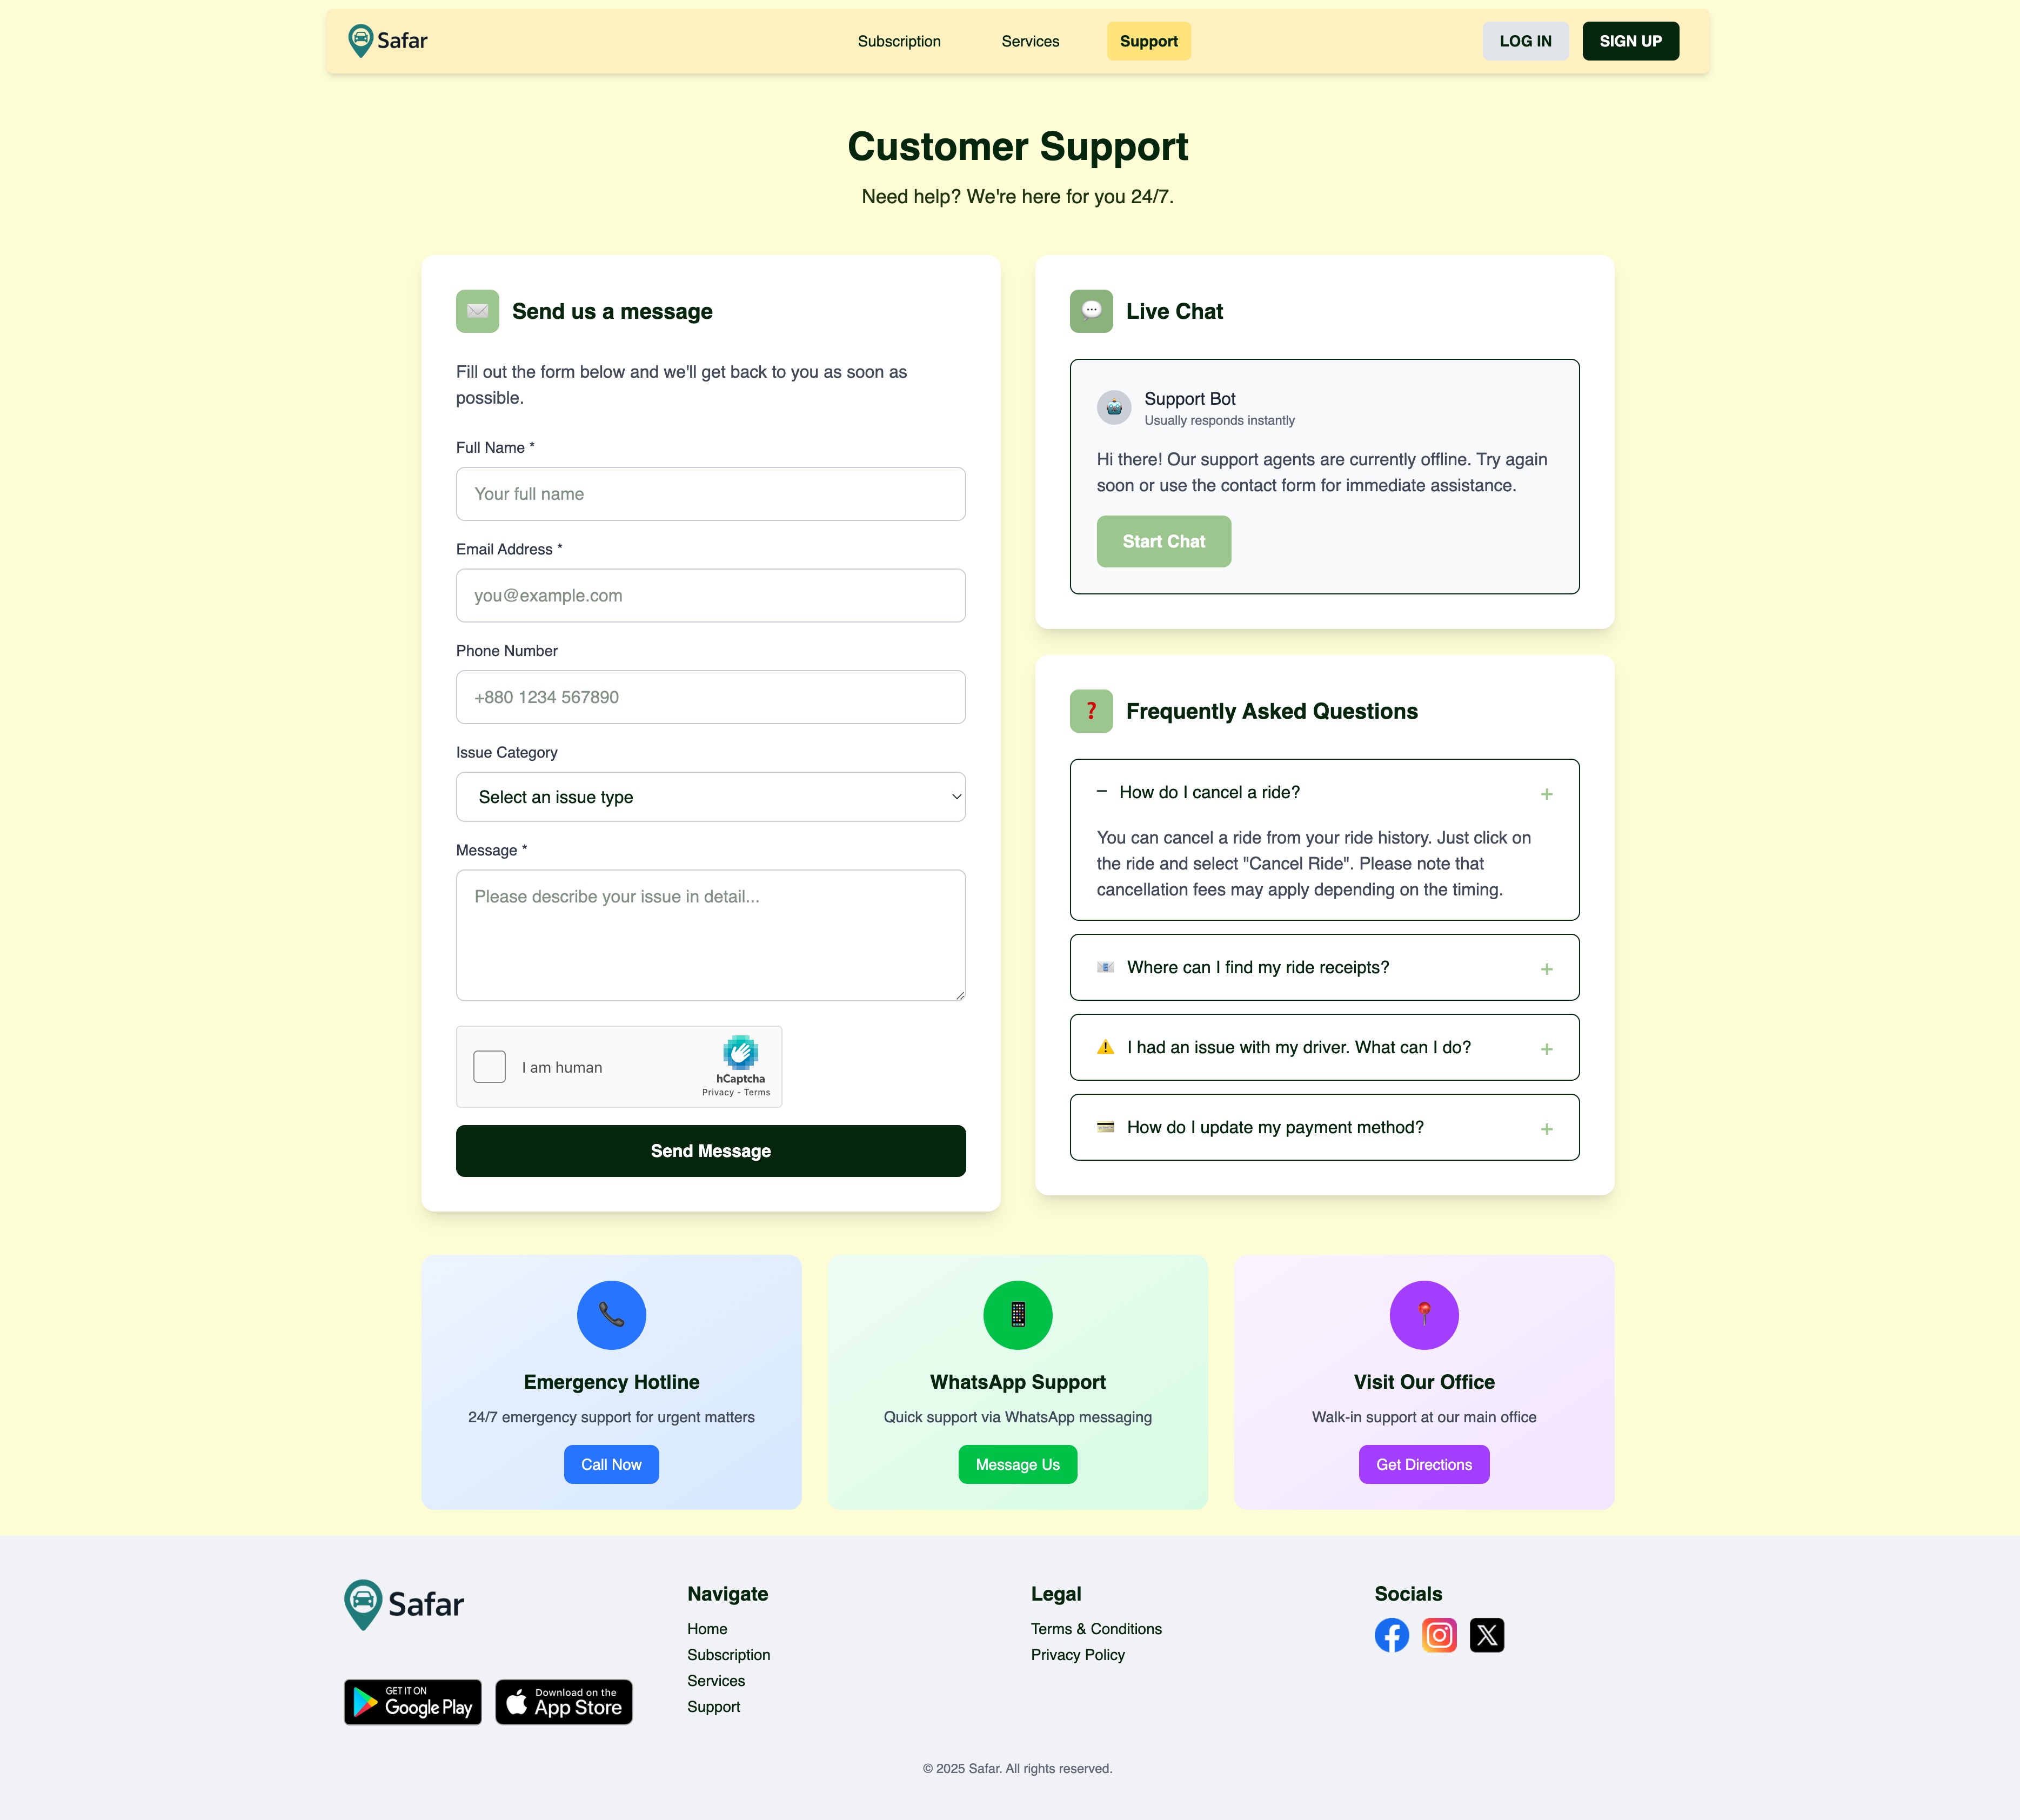 Safar
Subscription
Services
Support
LOG IN
SIGN UP
Customer Support
Need help? We're here for you 24/7.
Send us a message
Fill out the form below and we'll get back to you as soon as
possible.
Full Name *
Your full name
Email Address *
you@example.com
Phone Number
+880 1234 567890
Issue Category
Select an issue type
Message *
Please describe your issue in detail...
I am human
hCaptcha
Privacy - Terms
Send Message
Live Chat
Support Bot
Usually responds instantly
Hi there! Our support agents are currently offline. Try again
soon or use the contact form for immediate assistance.
Start Chat
Frequently Asked Questions
− How do I cancel a ride? +
You can cancel a ride from your ride history. Just click on
the ride and select "Cancel Ride". Please note that
cancellation fees may apply depending on the timing.
Where can I find my ride receipts? +
I had an issue with my driver. What can I do? +
How do I update my payment method? +
Emergency Hotline
24/7 emergency support for urgent matters
Call Now
WhatsApp Support
Quick support via WhatsApp messaging
Message Us
Visit Our Office
Walk-in support at our main office
Get Directions
Safar
GET IT ON
Google Play
Download on the
App Store
Navigate
Home
Subscription
Services
Support
Legal
Terms & Conditions
Privacy Policy
Socials
© 2025 Safar. All rights reserved.